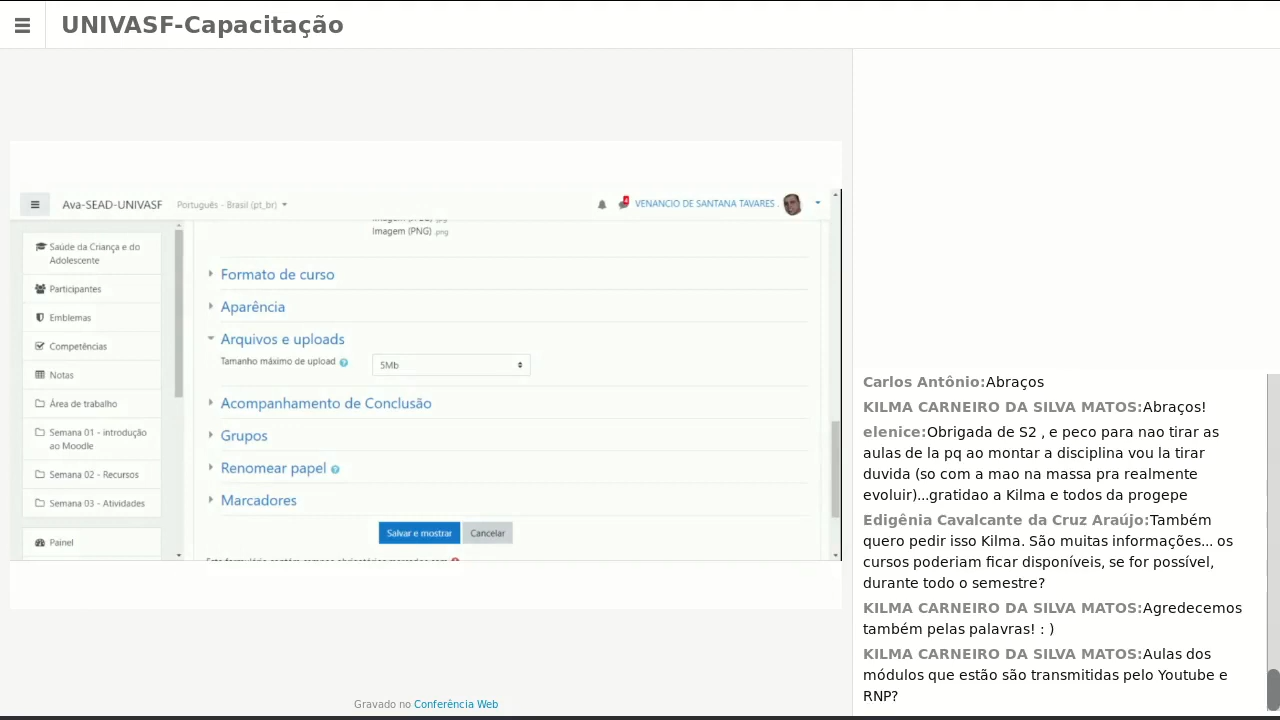 UNIVASF-Capacitação
Ava-SEAD-UNIVASF
Português - Brasil (pt_br)
VENANCIO DE SANTANA TAVARES .
Saúde da Criança e do
Adolescente
Participantes
Emblemas
Competências
Notas
Área de trabalho
Semana 01 - introdução
ao Moodle
Semana 02 - Recursos
Semana 03 - Atividades
Painel
Imagem (PNG) .png
Formato de curso
Aparência
Arquivos e uploads
Tamanho máximo de upload
5Mb
Acompanhamento de Conclusão
Grupos
Renomear papel
Marcadores
Salvar e mostrar
Cancelar
Gravado no Conferência Web
Carlos Antônio:Abraços
KILMA CARNEIRO DA SILVA MATOS:Abraços!
elenice:Obrigada de S2 , e peco para nao tirar as
aulas de la pq ao montar a disciplina vou la tirar
duvida (so com a mao na massa pra realmente
evoluir)...gratidao a Kilma e todos da progepe
Edigênia Cavalcante da Cruz Araújo:Também
quero pedir isso Kilma. São muitas informações... os
cursos poderiam ficar disponíveis, se for possível,
durante todo o semestre?
KILMA CARNEIRO DA SILVA MATOS:Agredecemos
também pelas palavras! : )
KILMA CARNEIRO DA SILVA MATOS:Aulas dos
módulos que estão são transmitidas pelo Youtube e
RNP?